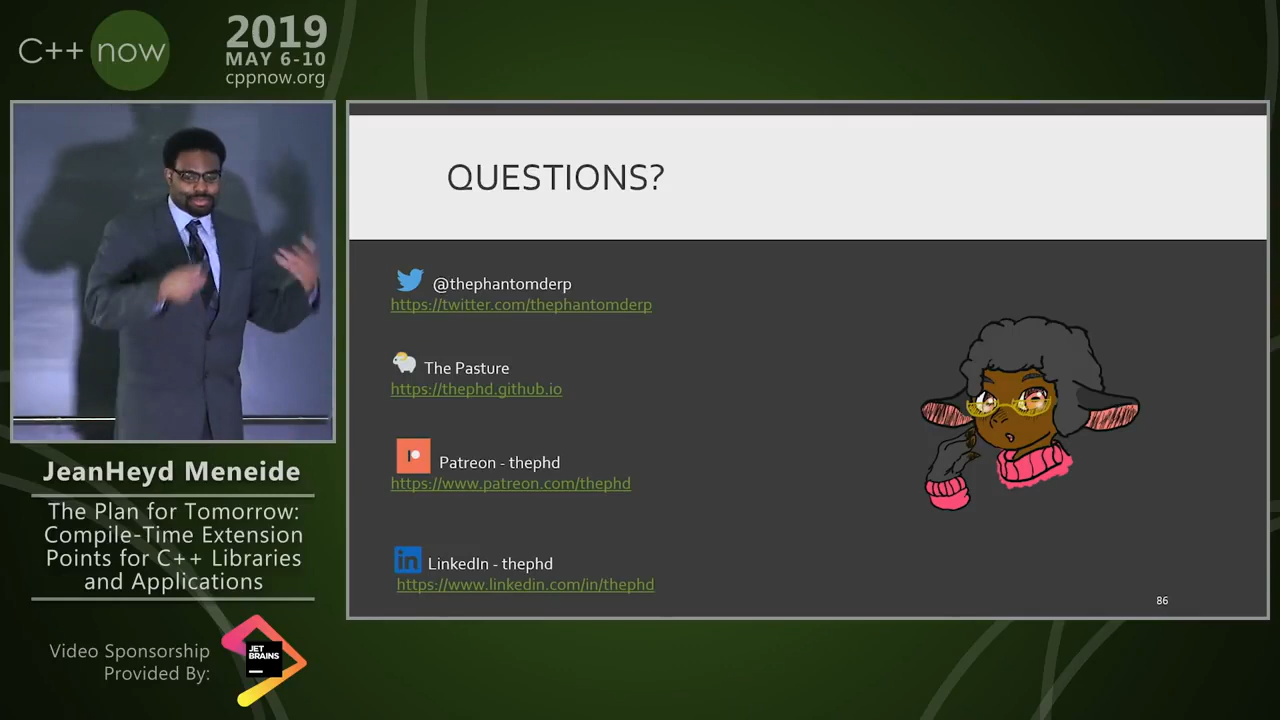 C++ now
2019
MAY 6-10
cppnow.org
QUESTIONS?
@thephantomderp
https://twitter.com/thephantomderp
The Pasture
https://thephd.github.io
Patreon - thephd
https://www.patreon.com/thephd
in LinkedIn - thephd
https://www.linkedin.com/in/thephd
86
JeanHeyd Meneide
The Plan for Tomorrow:
Compile-Time Extension
Points for C++ Libraries
and Applications
Video Sponsorship
Provided By:
JET
BRAINS